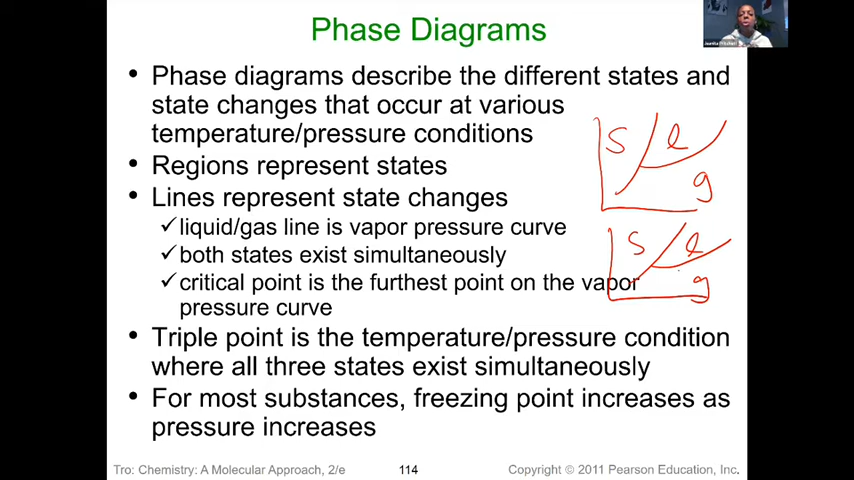 Phase Diagrams
• Phase diagrams describe the different states and
state changes that occur at various
temperature/pressure conditions
• Regions represent states
• Lines represent state changes
✓liquid/gas line is vapor pressure curve
✓both states exist simultaneously
✓critical point is the furthest point on the vapor
pressure curve
• Triple point is the temperature/pressure condition
where all three states exist simultaneously
• For most substances, freezing point increases as
pressure increases
S l
g
S l
g
Tro: Chemistry: A Molecular Approach, 2/e 114 Copyright © 2011 Pearson Education, Inc.